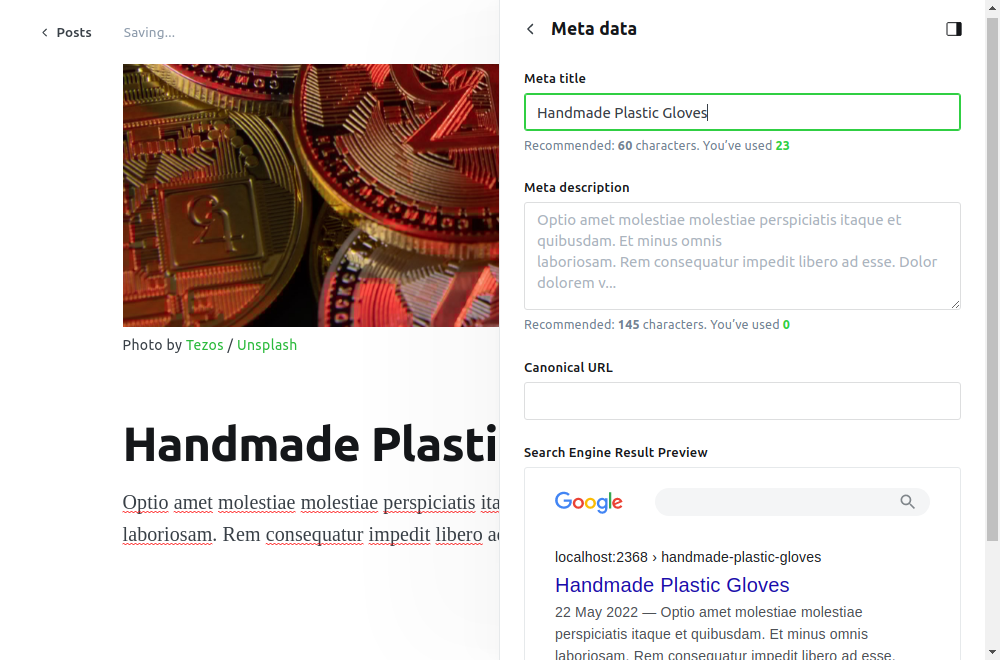 Posts
Saving...
Photo by Tezos / Unsplash
Handmade Plasti
Optio amet molestiae molestiae perspiciatis ita
laboriosam. Rem consequatur impedit libero
Meta data
Meta title
Handmade Plastic Gloves
Recommended: 60 characters. You've used 23
Meta description
Optio amet molestiae molestiae perspiciatis itaque et
quibusdam. Et minus omnis
laboriosam. Rem consequatur impedit libero ad esse. Dolor
dolorem v...
Recommended: 145 characters. You've used 0
Canonical URL
Search Engine Result Preview
Google
localhost:2368 › handmade-plastic-gloves
Handmade Plastic Gloves
22 May 2022 — Optio amet molestiae molestiae
perspiciatis itaque et quibusdam. Et minus omnis
laboriosam. Rem consequatur impedit libero ad esse.